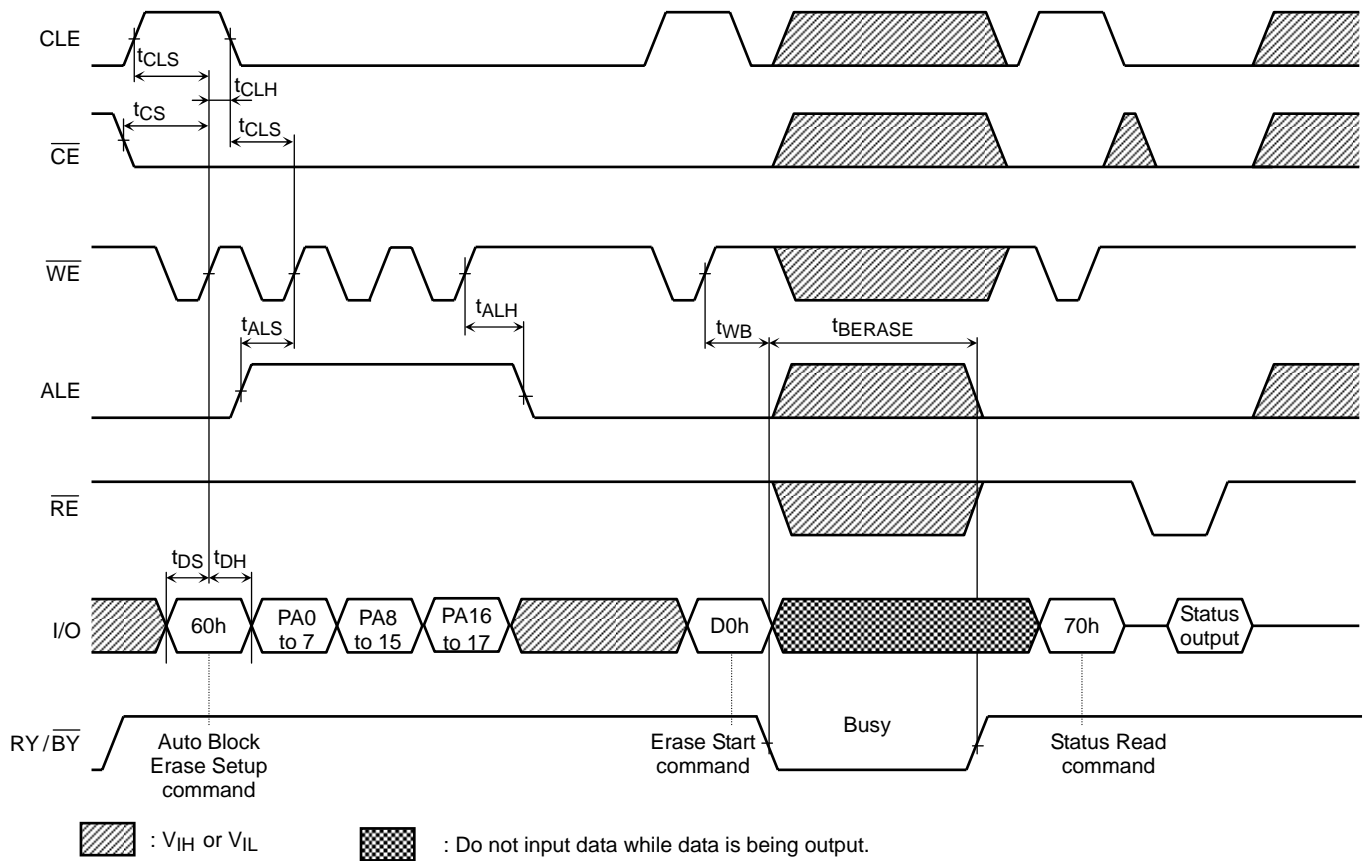 CLE
tCLS
tCLH
tCS
tCLS
CE
WE
tALS
tALH
tWB
tBERASE
ALE
RE
tDS
tDH
I/O
60h
PA0
to 7
PA8
to 15
PA16
to 17
D0h
70h
Status
output
RY/BY
Busy
Auto Block
Erase Setup
command
Erase Start
command
Status Read
command
: VIH or VIL
: Do not input data while data is being output.